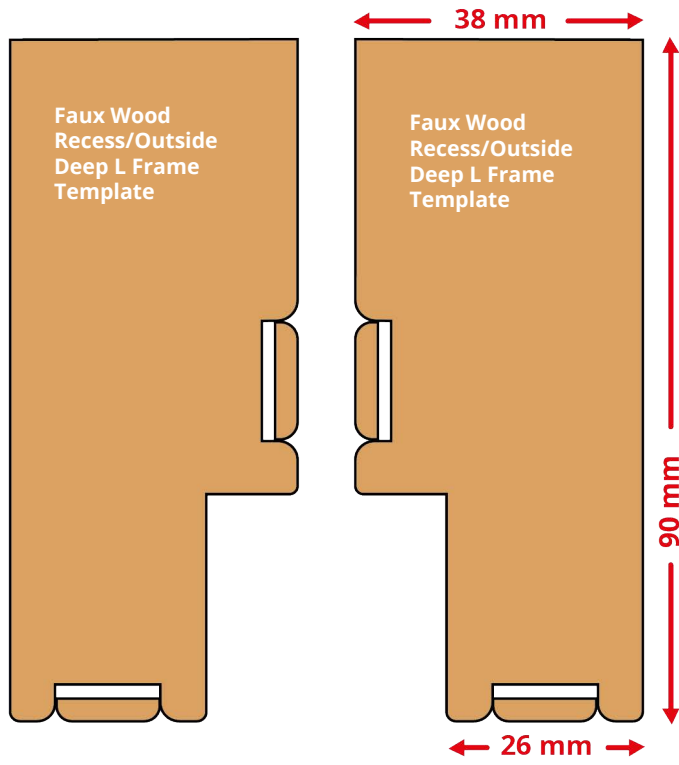 38 mm
Faux Wood
Recess/Outside
Deep L Frame
Template
Faux Wood
Recess/Outside
Deep L Frame
Template
90 mm
26 mm